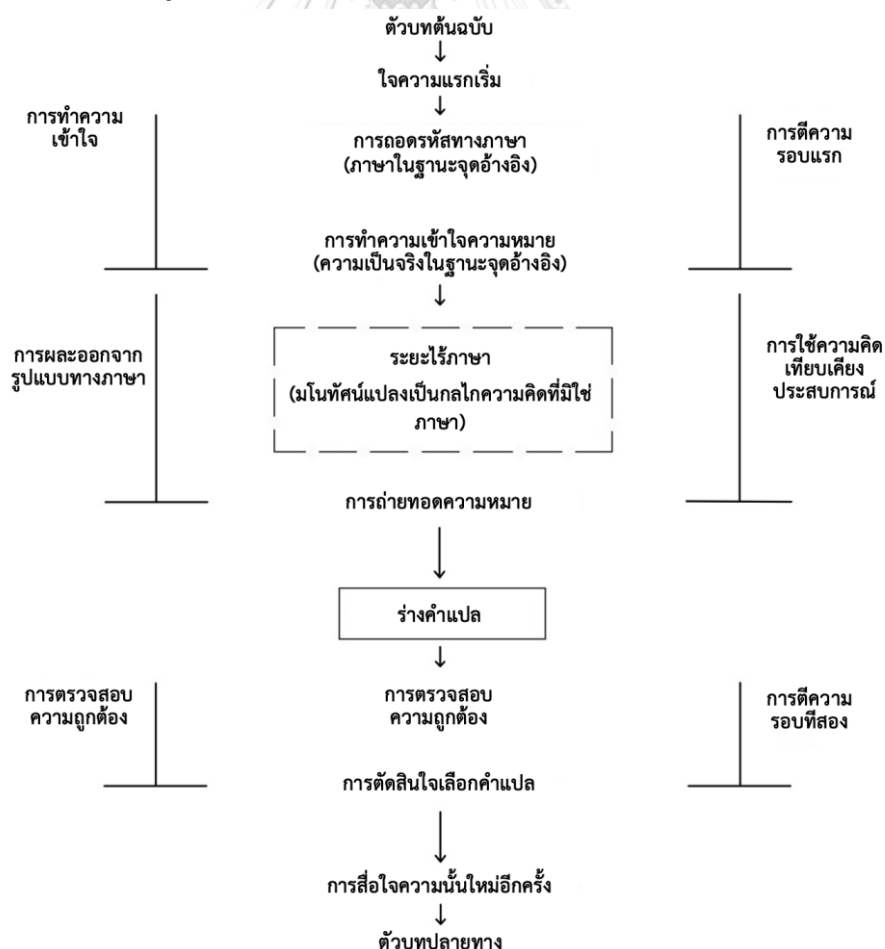 ตัวบทต้นฉบับ
ใจความแรกเริ่ม
การทำความ
เข้าใจ
การถอดรหัสทางภาษา
(ภาษาในฐานะจุดอ้างอิง)
การตีความ
รอบแรก
การทำความเข้าใจความหมาย
(ความเป็นจริงในฐานะจุดอ้างอิง)
การผละออกจาก
รูปแบบทางภาษา
ระยะไร้ภาษา
(มโนทัศน์แปลงเป็นกลไกความคิดที่มิใช่
ภาษา)
การใช้ความคิด
เทียบเคียง
ประสบการณ์
การถ่ายทอดความหมาย
ร่างคำแปล
การตรวจสอบ
ความถูกต้อง
การตรวจสอบ
ความถูกต้อง
การตีความ
รอบที่สอง
การตัดสินใจเลือกคำแปล
การสื่อใจความนั้นใหม่อีกครั้ง
ตัวบทปลายทาง